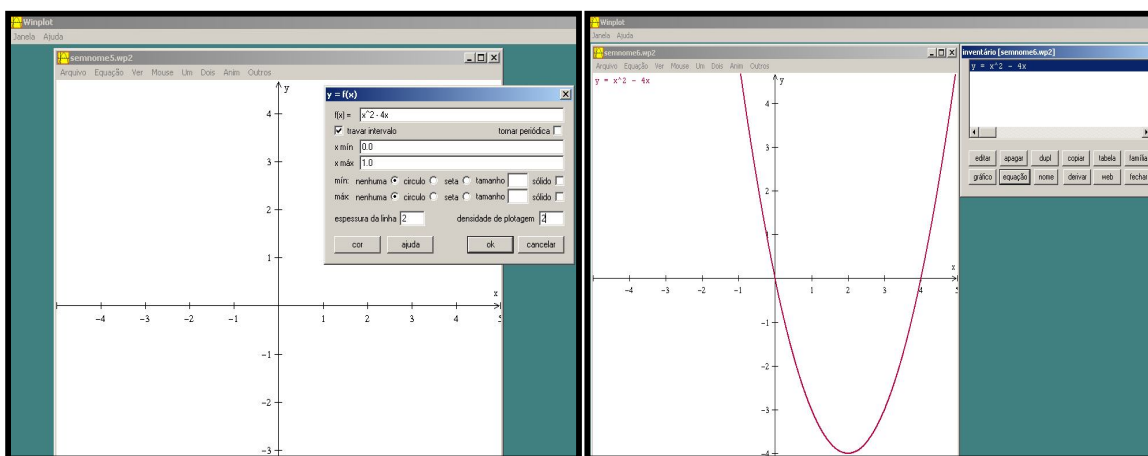 Winplot
Janela Ajuda
semnome5.wp2
Arquivo Equação Ver Mouse Um Dois Anim Outros
y
4
3
2
1
x
-4 -3 -2 -1 1 2 3 4 5
-1
-2
-3
y = f(x)
f(x) = x^2 - 4x
travar intervalo tornar periódica
x mín 0.0
x máx 1.0
mín: nenhuma círculo seta tamanho sólido
máx nenhuma círculo seta tamanho sólido
espessura da linha 2 densidade de plotagem 2
cor ajuda ok cancelar
Winplot
Janela Ajuda
semnome6.wp2
Arquivo Equação Ver Mouse Um Dois Anim Outros
y = x^2 - 4x
y
4
3
2
1
x
-4 -3 -2 -1 1 2 3 4 5
-1
-2
-3
-4
inventário [semnome6.wp2]
y = x^2 - 4x
editar apagar dupl copiar tabela família
gráfico equação nome derivar web fechar